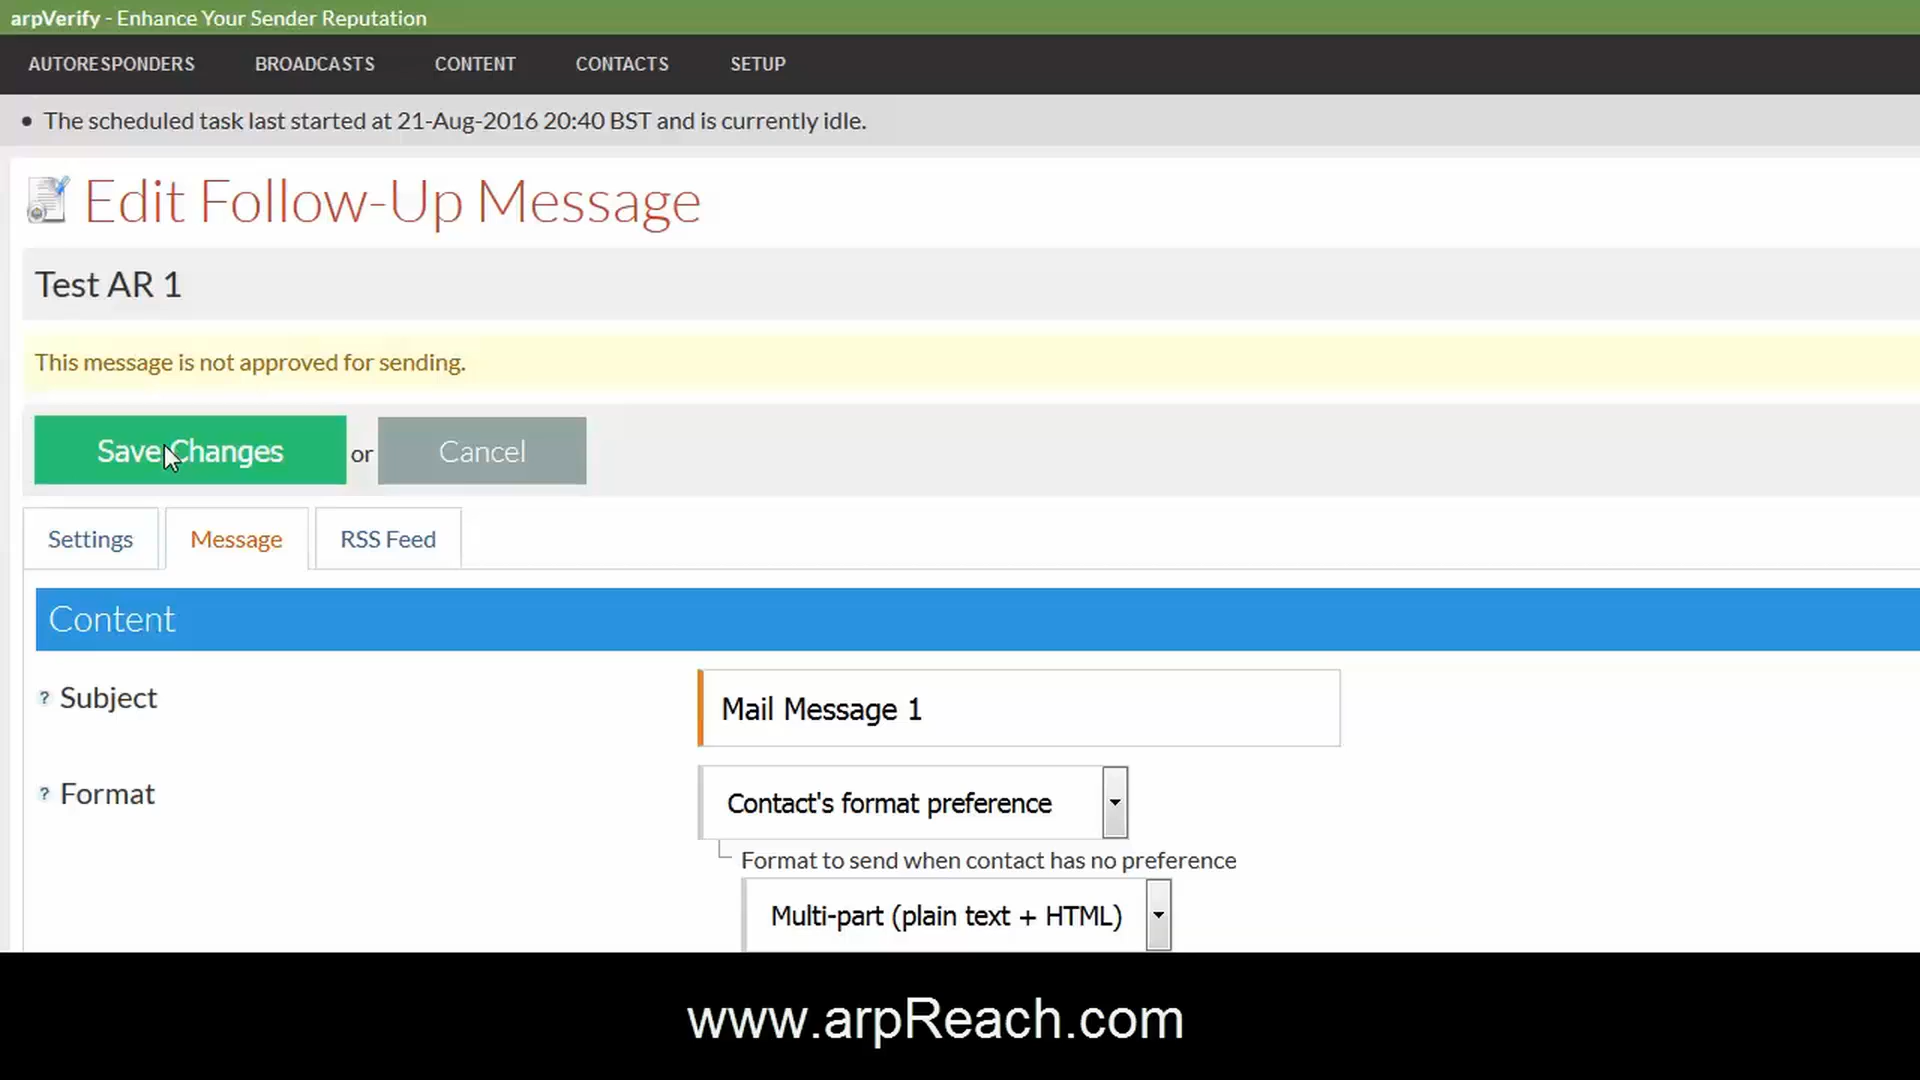 arpVerify - Enhance Your Sender Reputation
AUTORESPONDERS BROADCASTS CONTENT CONTACTS SETUP
• The scheduled task last started at 21-Aug-2016 20:40 BST and is currently idle.
Edit Follow-Up Message
Test AR 1
This message is not approved for sending.
Save Changes or Cancel
Settings Message RSS Feed
Content
? Subject Mail Message 1
? Format Contact's format preference
Format to send when contact has no preference
Multi-part (plain text + HTML)
www.arpReach.com